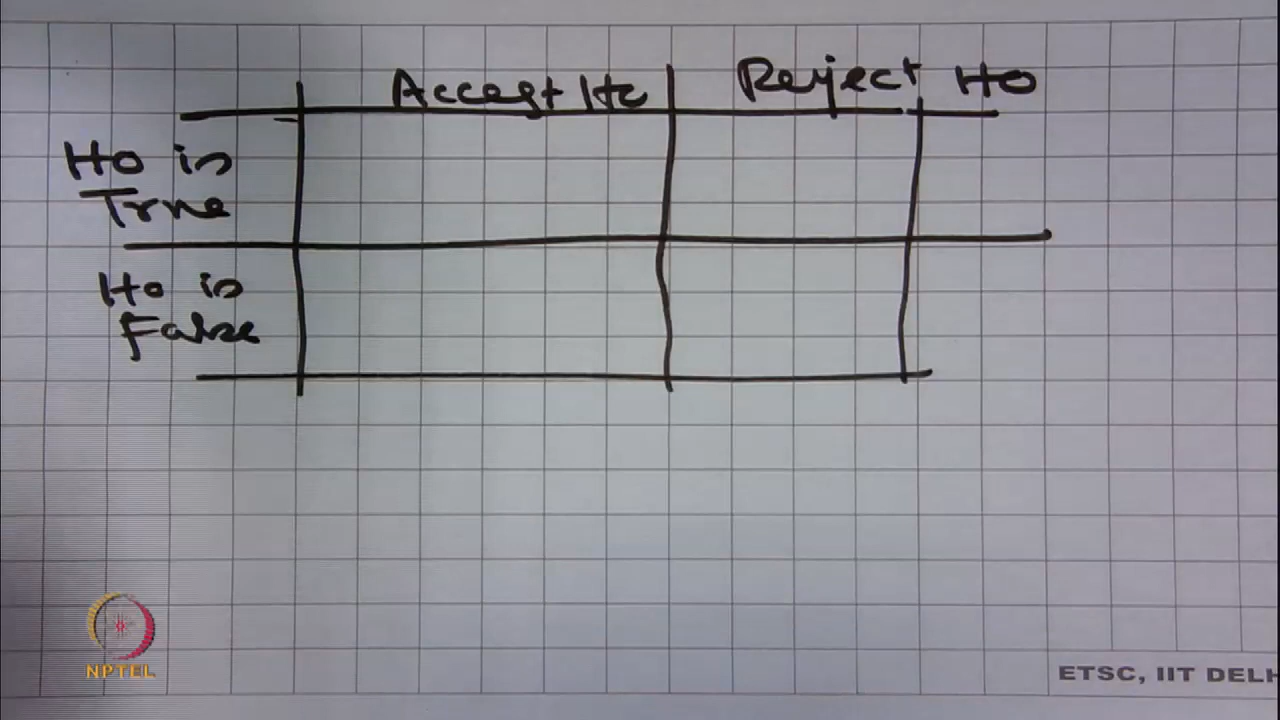 Accept Ho Reject Ho
Ho is
True
Ho is
False
NPTEL
ETSC, IIT DELH